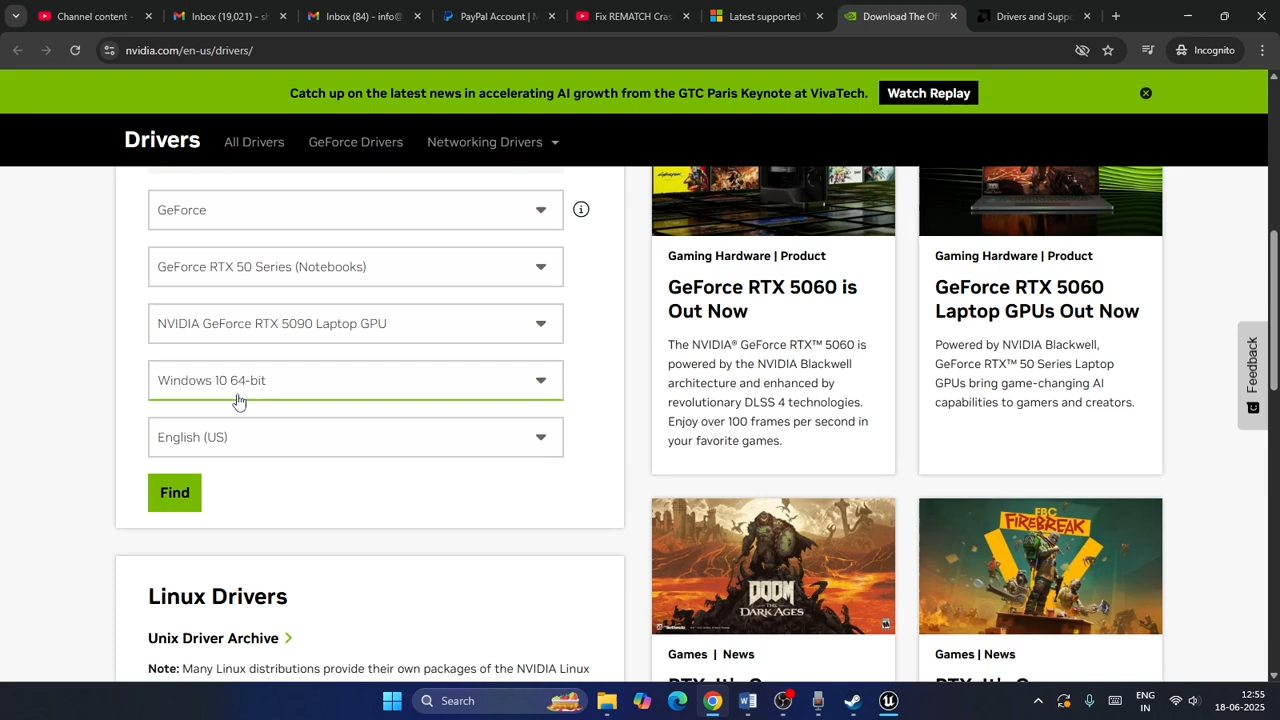 Channel content -
Inbox (19,021) - sh
Inbox (84) - info@
PayPal Account | M
Fix REMATCH Cras
Latest supported V
Download The Offi
Drivers and Suppo
nvidia.com/en-us/drivers/
Incognito
Catch up on the latest news in accelerating AI growth from the GTC Paris Keynote at VivaTech.
Watch Replay
Drivers
All Drivers
GeForce Drivers
Networking Drivers
GeForce
GeForce RTX 50 Series (Notebooks)
NVIDIA GeForce RTX 5090 Laptop GPU
Windows 10 64-bit
English (US)
Find
Linux Drivers
Unix Driver Archive
Note: Many Linux distributions provide their own packages of the NVIDIA Linux
Gaming Hardware | Product
GeForce RTX 5060 is
Out Now
The NVIDIA® GeForce RTX™ 5060 is
powered by the NVIDIA Blackwell
architecture and enhanced by
revolutionary DLSS 4 technologies.
Enjoy over 100 frames per second in
your favorite games.
Gaming Hardware | Product
GeForce RTX 5060
Laptop GPUs Out Now
Powered by NVIDIA Blackwell,
GeForce RTX™ 50 Series Laptop
GPUs bring game-changing AI
capabilities to gamers and creators.
DOOM
THE DARK AGES
Games | News
FBC
FIREBREAK
Games | News
Feedback
Search
ENG
IN
12:55
18-06-2025